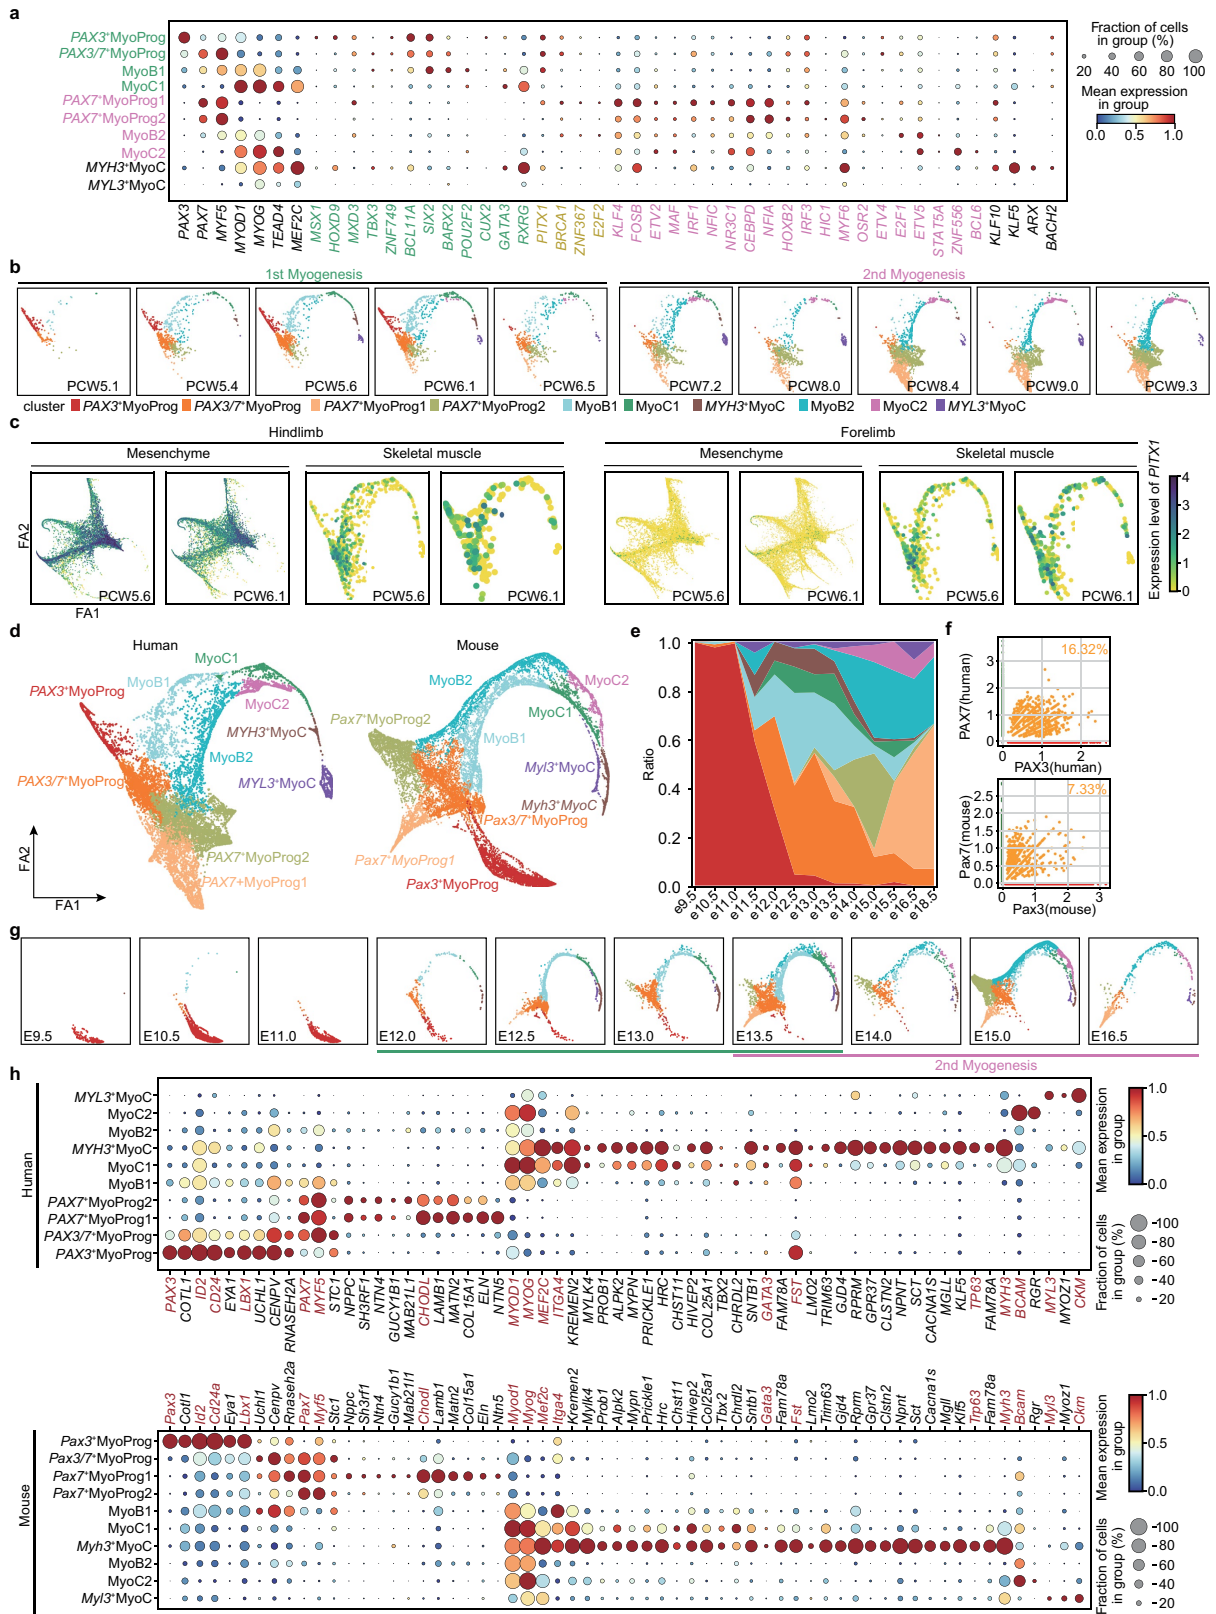 a
PAX3⁺MyoProg
PAX3/7⁺MyoProg
MyoB1
MyoC1
PAX7⁺MyoProg1
PAX7⁺MyoProg2
MyoB2
MyoC2
MYH3⁺MyoC
MYL3⁺MyoC
PAX3 PAX7 MYF5 MYOD1 MYOG TEAD4 MEF2C MSX1 HOXD9 MXD3 TBX3 ZNF749 BCL11A SIX2 BARX2 POU2F2 CUX2 GATA3 RXRG PITX1 BRCA1 ZNF367 E2F2 KLF4 FOSB ETV2 MAF IRF1 NFIC NR3C1 CEBPD NFIA HOXB2 IRF3 HIC1 MYF6 OSR2 ETV4 E2F1 ETV5 STAT5A ZNF556 BCL6 KLF10 KLF5 ARX BACH2
Fraction of cells
in group (%)
20 40 60 80 100
Mean expression
in group
0.0 0.5 1.0
b
1st Myogenesis 2nd Myogenesis
PCW5.1 PCW5.4 PCW5.6 PCW6.1 PCW6.5 PCW7.2 PCW8.0 PCW8.4 PCW9.0 PCW9.3
cluster PAX3⁺MyoProg PAX3/7⁺MyoProg PAX7⁺MyoProg1 PAX7⁺MyoProg2 MyoB1 MyoC1 MYH3⁺MyoC MyoB2 MyoC2 MYL3⁺MyoC
c
Hindlimb Forelimb
Mesenchyme Skeletal muscle Mesenchyme Skeletal muscle
PCW5.6 PCW6.1 PCW5.6 PCW6.1 PCW5.6 PCW6.1 PCW5.6 PCW6.1
FA2
FA1
Expression level of PITX1
4
3
2
1
0
d
Human Mouse
MyoC1
MyoB1
PAX3⁺MyoProg
MyoC2
MYH3⁺MyoC
MyoB2
PAX3/7⁺MyoProg
MYL3⁺MyoC
PAX7⁺MyoProg2
PAX7+MyoProg1
FA2
FA1
MyoB2
MyoC2
Pax7⁺MyoProg2
MyoC1
MyoB1
Myl3⁺MyoC
Myh3⁺MyoC
Pax3/7⁺MyoProg
Pax7⁺MyoProg1
Pax3⁺MyoProg
e
Ratio
1.0
0.8
0.6
0.4
0.2
0.0
e9.5 e10.5 e11.0 e11.5 e12.0 e12.5 e13.0 e13.5 e14.0 e15.0 e15.5 e16.5 e18.5
f
16.32%
PAX7(human)
3
2
1
0
0 1 2
PAX3(human)
7.33%
Pax7(mouse)
2.5
2.0
1.5
1.0
0.5
0.0
0 1 2 3
Pax3(mouse)
g
E9.5 E10.5 E11.0 E12.0 E12.5 E13.0 E13.5 E14.0 E15.0 E16.5
2nd Myogenesis
h
Human
MYL3⁺MyoC
MyoC2
MyoB2
MYH3⁺MyoC
MyoC1
MyoB1
PAX7⁺MyoProg2
PAX7⁺MyoProg1
PAX3/7⁺MyoProg
PAX3⁺MyoProg
PAX3 COTL1 ID2 CD24 EYA1 LBX1 UCHL1 CENPV RNASEH2A PAX7 MYF5 STC1 NPPC SH3RF1 NTN4 GUCY1B1 MAB21L1 CHODL LAMB1 MATN2 COL15A1 ELN NTN5 MYOD1 MYOG MEF2C ITGA4 KREMEN2 MYLK4 PROB1 ALPK2 MYPN PRICKLE1 HRC CHST11 HIVEP2 COL25A1 TBX2 CHRDL2 SNTB1 GATA3 FAM78A FST LMO2 TRIM63 GJD4 RPRM GPR37 CLSTN2 NPNT SCT CACNA1S MGLL KLF5 TP63 FAM78A MYH3 BCAM RGR MYL3 MYOZ1 CKM
Mean expression
in group
1.0
0.5
0.0
Fraction of cells
in group (%)
100
80
60
40
20
Pax3 Cotl1 Id2 Cd24a Eya1 Lbx1 Uchl1 Cenpv Rnaseh2a Pax7 Myf5 Stc1 Nppc Sh3rf1 Ntn4 Gucy1b1 Mab21l1 Chodl Lamb1 Matn2 Col15a1 Eln Ntn5 Myod1 Myog Mef2c Itga4 Kremen2 Mylk4 Prob1 Alpk2 Mypn Prickle1 Hrc Chst11 Hivep2 Col25a1 Tbx2 Chrdl2 Sntb1 Gata3 Fam78a Fst Lmo2 Trim63 Gjd4 Rprm Gpr37 Clstn2 Npnt Sct Cacna1s Mgll Klf5 Trp63 Fam78a Myh3 Bcam Rgr Myl3 Myoz1 Ckm
Mouse
Pax3⁺MyoProg
Pax3/7⁺MyoProg
Pax7⁺MyoProg1
Pax7⁺MyoProg2
MyoB1
MyoC1
Myh3⁺MyoC
MyoB2
MyoC2
Myl3⁺MyoC
Mean expression
in group
1.0
0.5
0.0
Fraction of cells
in group (%)
100
80
60
40
20